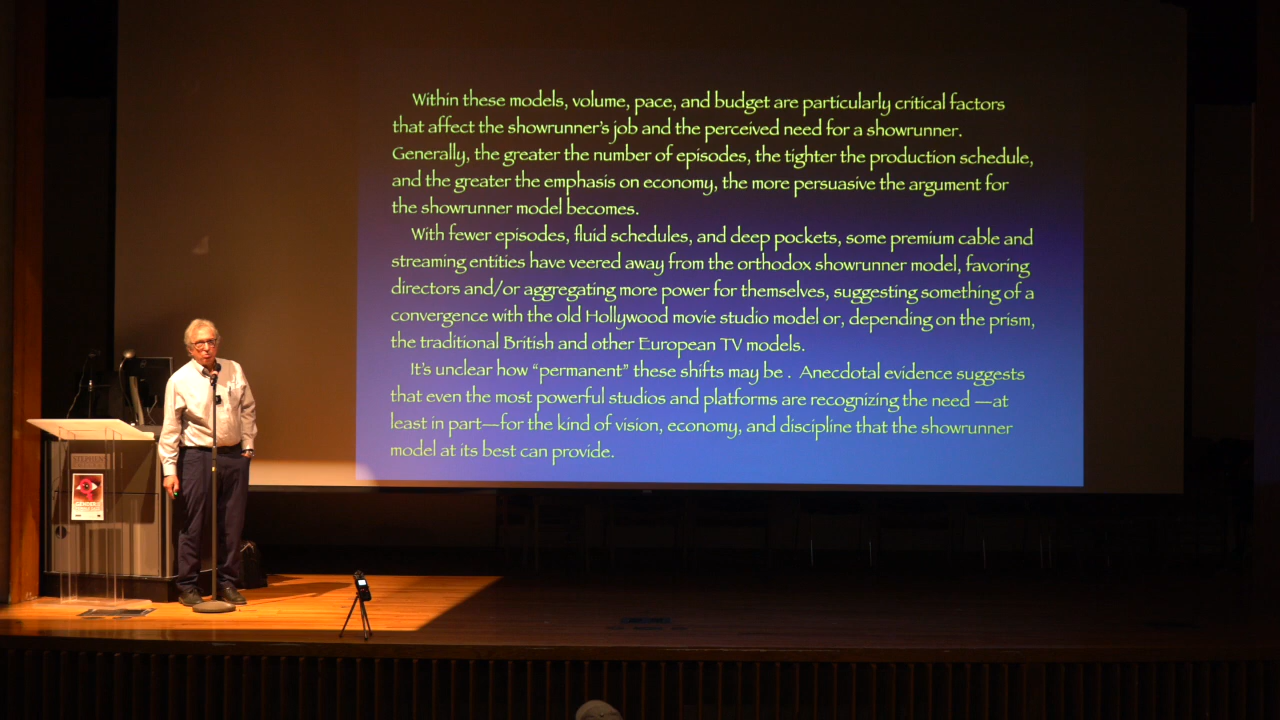 Within these models, volume, pace, and budget are particularly critical factors
that affect the showrunner's job and the perceived need for a showrunner.
Generally, the greater the number of episodes, the tighter the production schedule,
and the greater the emphasis on economy, the more persuasive the argument for
the showrunner model becomes.
With fewer episodes, fluid schedules, and deep pockets, some premium cable and
streaming entities have veered away from the orthodox showrunner model, favoring
directors and/or aggregating more power for themselves, suggesting something of a
convergence with the old Hollywood movie studio model or, depending on the prism,
the traditional British and other European TV models.
It's unclear how "permanent" these shifts may be . Anecdotal evidence suggests
that even the most powerful studios and platforms are recognizing the need —at
least in part—for the kind of vision, economy, and discipline that the showrunner
model at its best can provide.
STEPHENS